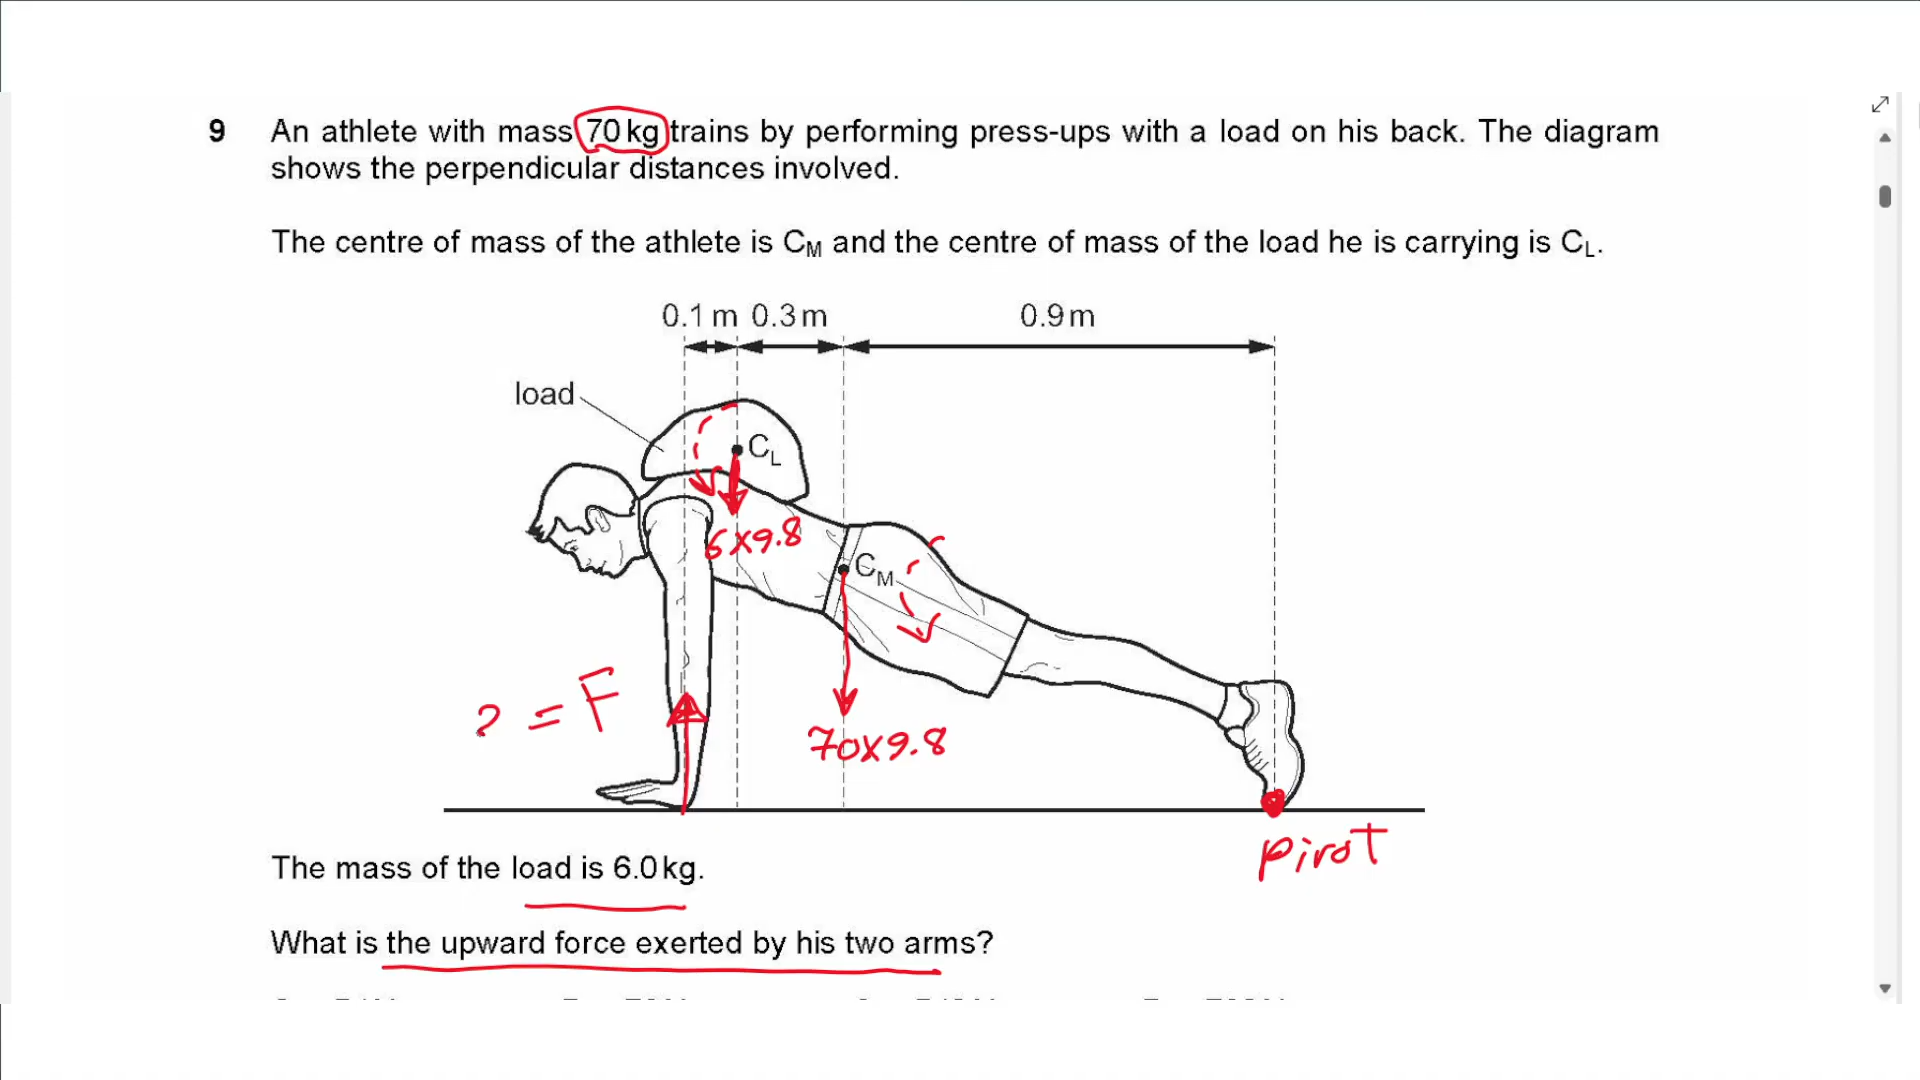 9 An athlete with mass 70 kg trains by performing press-ups with a load on his back. The diagram
shows the perpendicular distances involved.
The centre of mass of the athlete is CM and the centre of mass of the load he is carrying is CL.
0.1 m 0.3 m 0.9 m
load
CL
6x9.8
CM
? = F
70x9.8
pivot
The mass of the load is 6.0 kg.
What is the upward force exerted by his two arms?